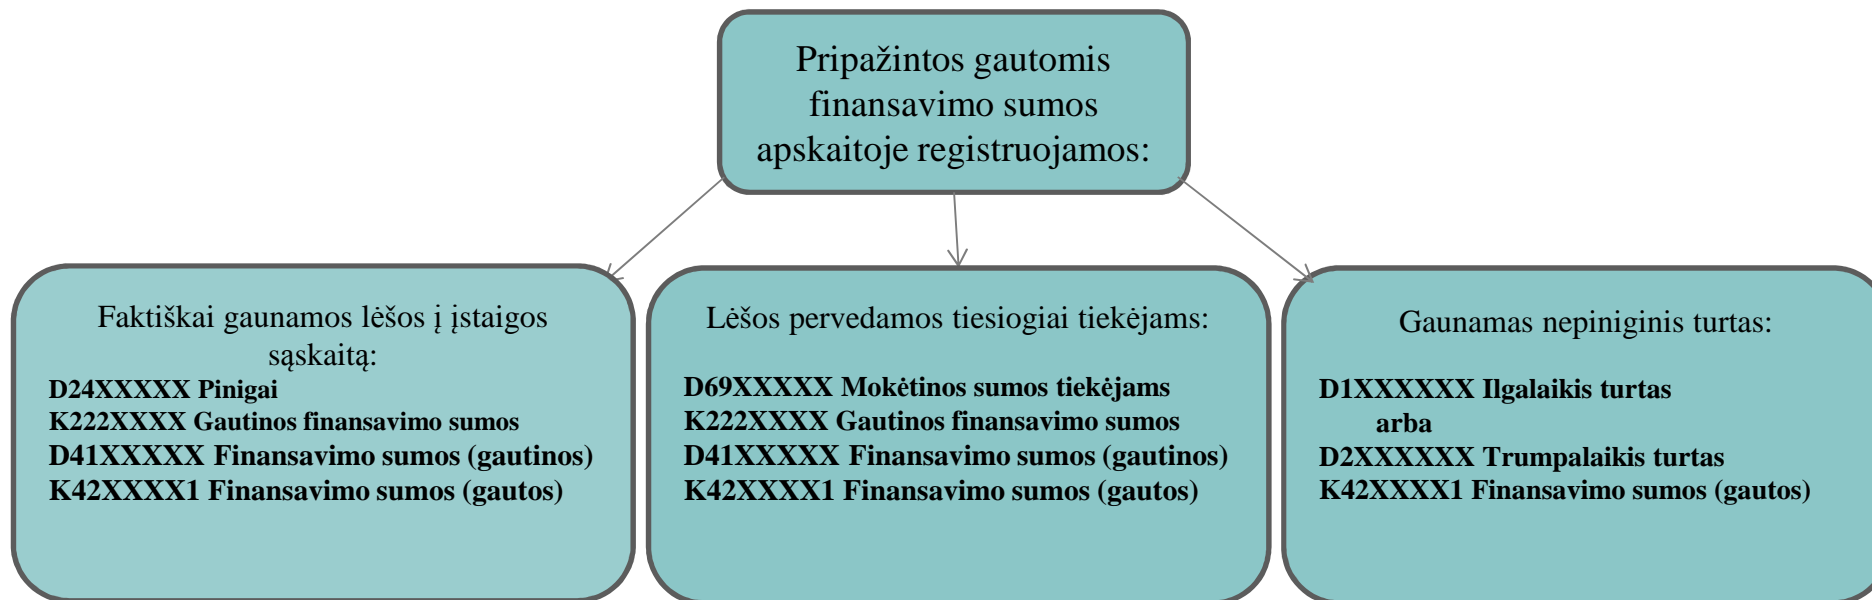 Pripažintos gautomis
finansavimo sumos
apskaitoje registruojamos:
Faktiškai gaunamos lėšos į įstaigos
sąskaitą:
D24XXXXX Pinigai
K222XXXX Gautinos finansavimo sumos
D41XXXXX Finansavimo sumos (gautinos)
K42XXXX1 Finansavimo sumos (gautos)
Lėšos pervedamos tiesiogiai tiekėjams:
D69XXXXX Mokėtinos sumos tiekėjams
K222XXXX Gautinos finansavimo sumos
D41XXXXX Finansavimo sumos (gautinos)
K42XXXX1 Finansavimo sumos (gautos)
Gaunamas nepiniginis turtas:
D1XXXXXX Ilgalaikis turtas
arba
D2XXXXXX Trumpalaikis turtas
K42XXXX1 Finansavimo sumos (gautos)